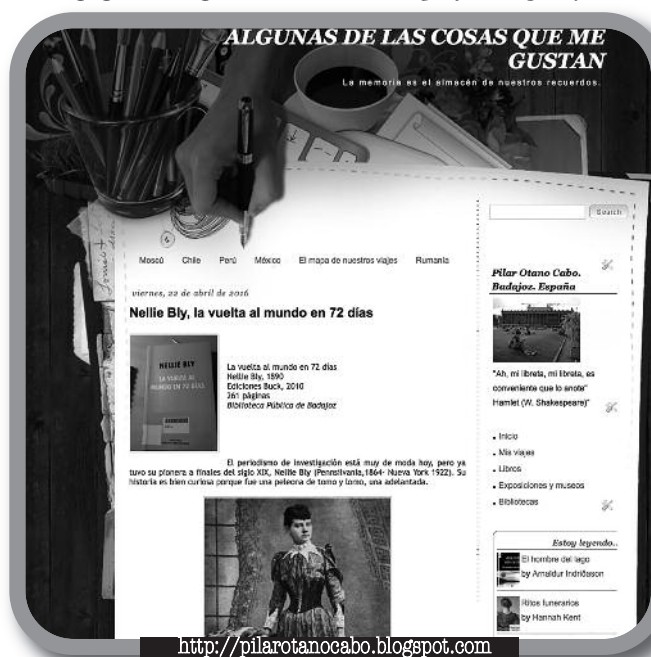 ALGUNAS DE LAS COSAS QUE ME
GUSTAN
La memoria es el almacén de nuestros recuerdos.
Search
Moscú Chile Perú México El mapa de nuestros viajes Rumania
viernes, 22 de abril de 2016
Nellie Bly, la vuelta al mundo en 72 días
NELLIE BLY
LA VUELTA AL
MUNDO EN 72 DÍAS
La vuelta al mundo en 72 días
Nellie Bly, 1890
Ediciones Buck, 2010
261 páginas
Biblioteca Pública de Badajoz
El periodismo de investigación está muy de moda hoy, pero ya
tuvo su pionera a finales del siglo XIX, Nellie Bly (Pennsilvania,1864- Nueva York 1922). Su
historia es bien curiosa porque fue una peleona de tomo y lomo, una adelantada.
Pilar Otano Cabo.
Badajoz. España
"Ah, mi libreta, mi libreta, es
conveniente que lo anote"
Hamlet (W. Shakespeare)"
Inicio
Mis viajes
Libros
Exposiciones y museos
Bibliotecas
Estoy leyendo..
El hombre del lago
by Arnaldur Indriðason
Ritos funerarios
by Hannah Kent
http://pilarotanocabo.blogspot.com